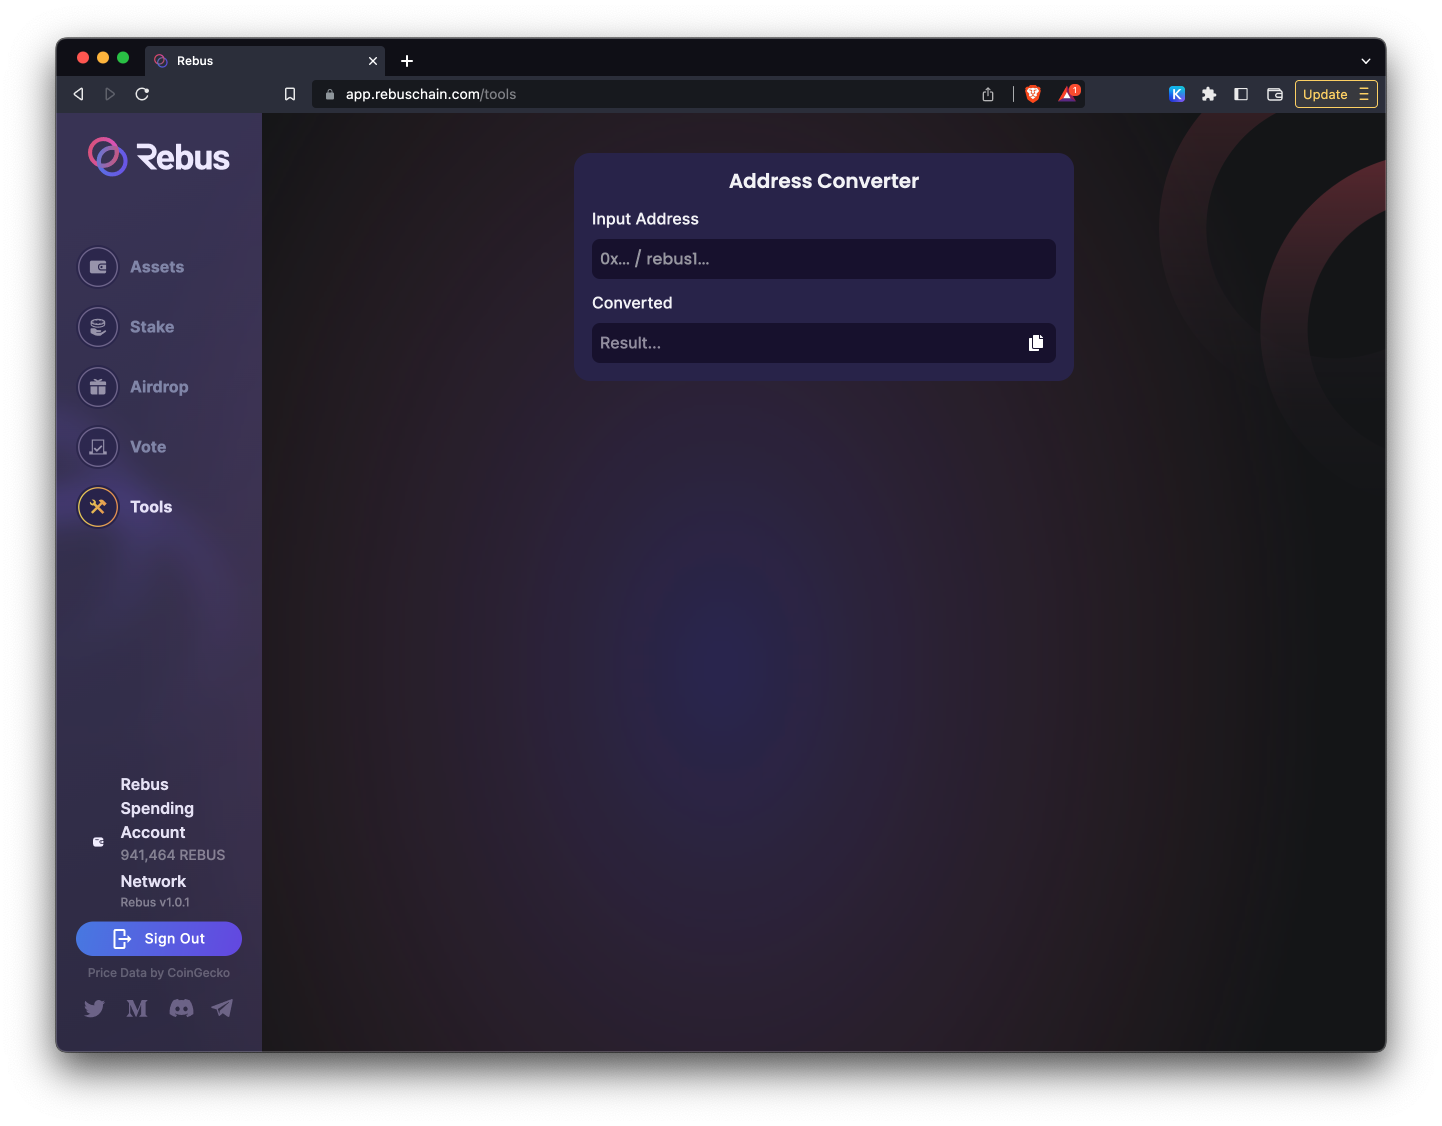 Rebus
app.rebuschain.com/tools
1
K
Update
Rebus
Assets
Stake
Airdrop
Vote
Tools
Address Converter
Input Address
0x... / rebus1...
Converted
Result...
Rebus
Spending
Account
941,464 REBUS
Network
Rebus v1.0.1
Sign Out
Price Data by CoinGecko